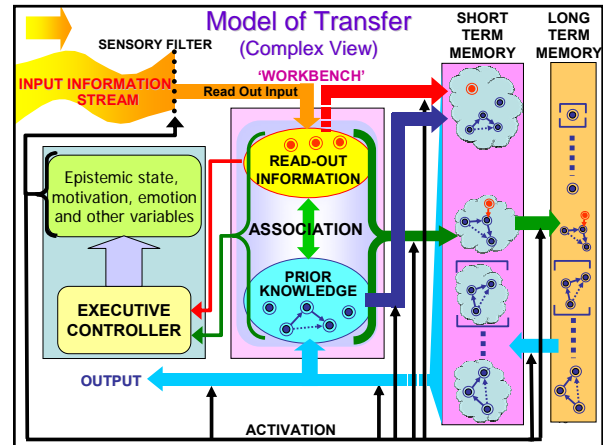 Model of Transfer
(Complex View)
SHORT
TERM
MEMORY
LONG
TERM
MEMORY
SENSORY FILTER
INPUT INFORMATION
STREAM
'WORKBENCH'
Read Out Input
READ-OUT
INFORMATION
Epistemic state,
motivation, emotion
and other variables
ASSOCIATION
PRIOR
KNOWLEDGE
EXECUTIVE
CONTROLLER
OUTPUT
ACTIVATION